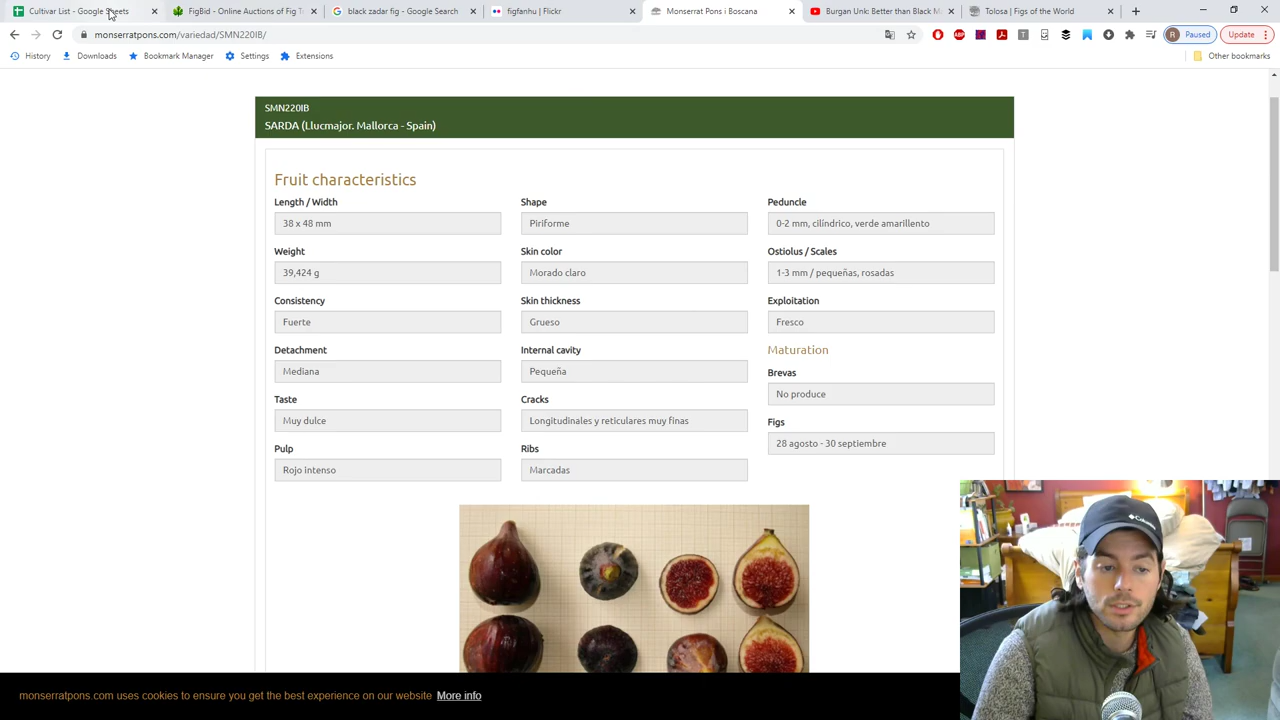 Cultivar List - Google Sheets
FigBid - Online Auctions of Fig T
black zadar fig - Google Search
figfanhu | Flickr
Monserrat Pons i Boscana
Burgan Unk: Better than Black M
Tolosa | Figs of the World
monserratpons.com/variedad/SMN220IB/
Paused
Update
History
Downloads
Bookmark Manager
Settings
Extensions
Other bookmarks
SMN220IB
SARDA (Llucmajor. Mallorca - Spain)
Fruit characteristics
Length / Width
38 x 48 mm
Weight
39,424 g
Consistency
Fuerte
Detachment
Mediana
Taste
Muy dulce
Pulp
Rojo intenso
Shape
Piriforme
Skin color
Morado claro
Skin thickness
Grueso
Internal cavity
Pequeña
Cracks
Longitudinales y reticulares muy finas
Ribs
Marcadas
Peduncle
0-2 mm, cilíndrico, verde amarillento
Ostiolus / Scales
1-3 mm / pequeñas, rosadas
Exploitation
Fresco
Maturation
Brevas
No produce
Figs
28 agosto - 30 septiembre
Columbia
monserratpons.com uses cookies to ensure you get the best experience on our website More info